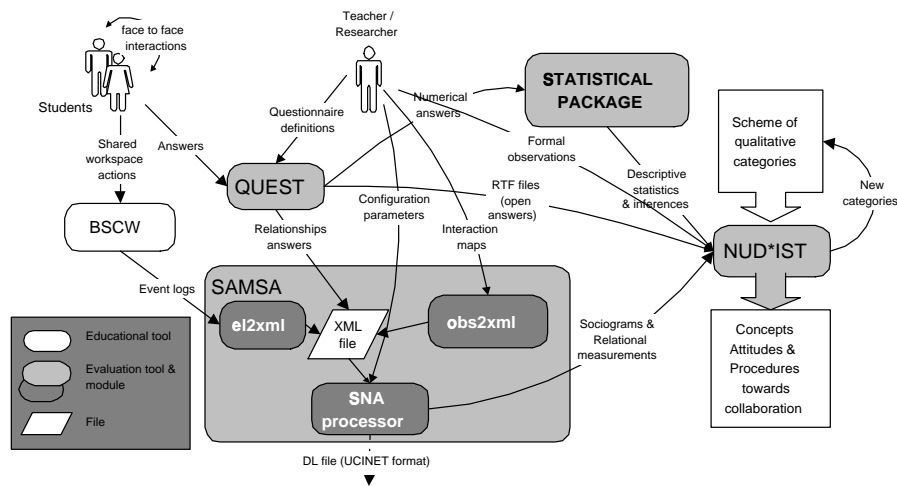 face to face
interactions
Students
Teacher /
Researcher
Shared
workspace
actions
Answers
Questionnaire
definitions
Numerical
answers
STATISTICAL
PACKAGE
Scheme of
qualitative
categories
Formal
observations
Descriptive
statistics
& inferences
New
categories
QUEST
BSCW
Configuration
parameters
RTF files
(open
answers)
Relationships
answers
Interaction
maps
NUD*IST
Event logs
SAMSA
el2xml
XML
file
obs2xml
Sociograms &
Relational
measurements
SNA
processor
Concepts
Attitudes &
Procedures
towards
collaboration
Educational tool
Evaluation tool &
module
File
DL file (UCINET format)